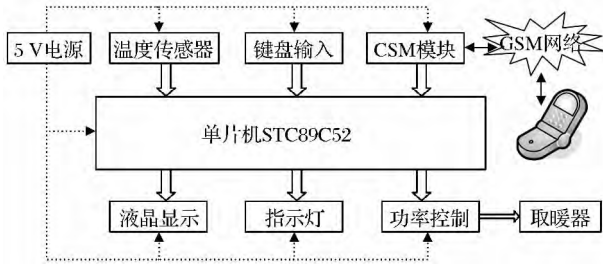 5 V电源
温度传感器
键盘输入
CSM模块
GSM网络
单片机STC89C52
液晶显示
指示灯
功率控制
取暖器